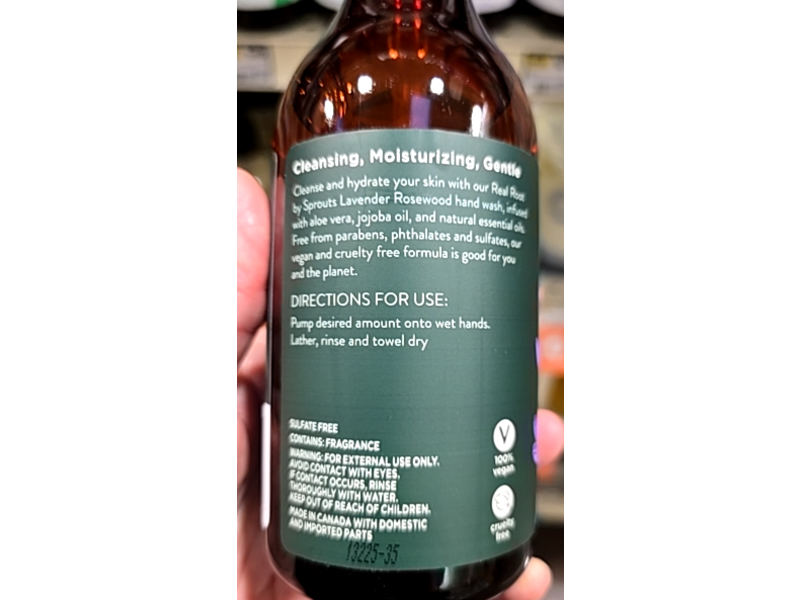 Cleansing, Moisturizing, Gentle
Cleanse and hydrate your skin with our Real Root
by Sprouts Lavender Rosewood hand wash, infused
with aloe vera, jojoba oil, and natural essential oils.
Free from parabens, phthalates and sulfates, our
vegan and cruelty free formula is good for you
and the planet.
DIRECTIONS FOR USE:
Pump desired amount onto wet hands.
Lather, rinse and towel dry
SULFATE FREE
CONTAINS: FRAGRANCE
WARNING: FOR EXTERNAL USE ONLY.
AVOID CONTACT WITH EYES,
IF CONTACT OCCURS, RINSE
THOROUGHLY WITH WATER.
KEEP OUT OF REACH OF CHILDREN.
MADE IN CANADA WITH DOMESTIC
AND IMPORTED PARTS
V
100%
vegan
cruelty
free
13225-35